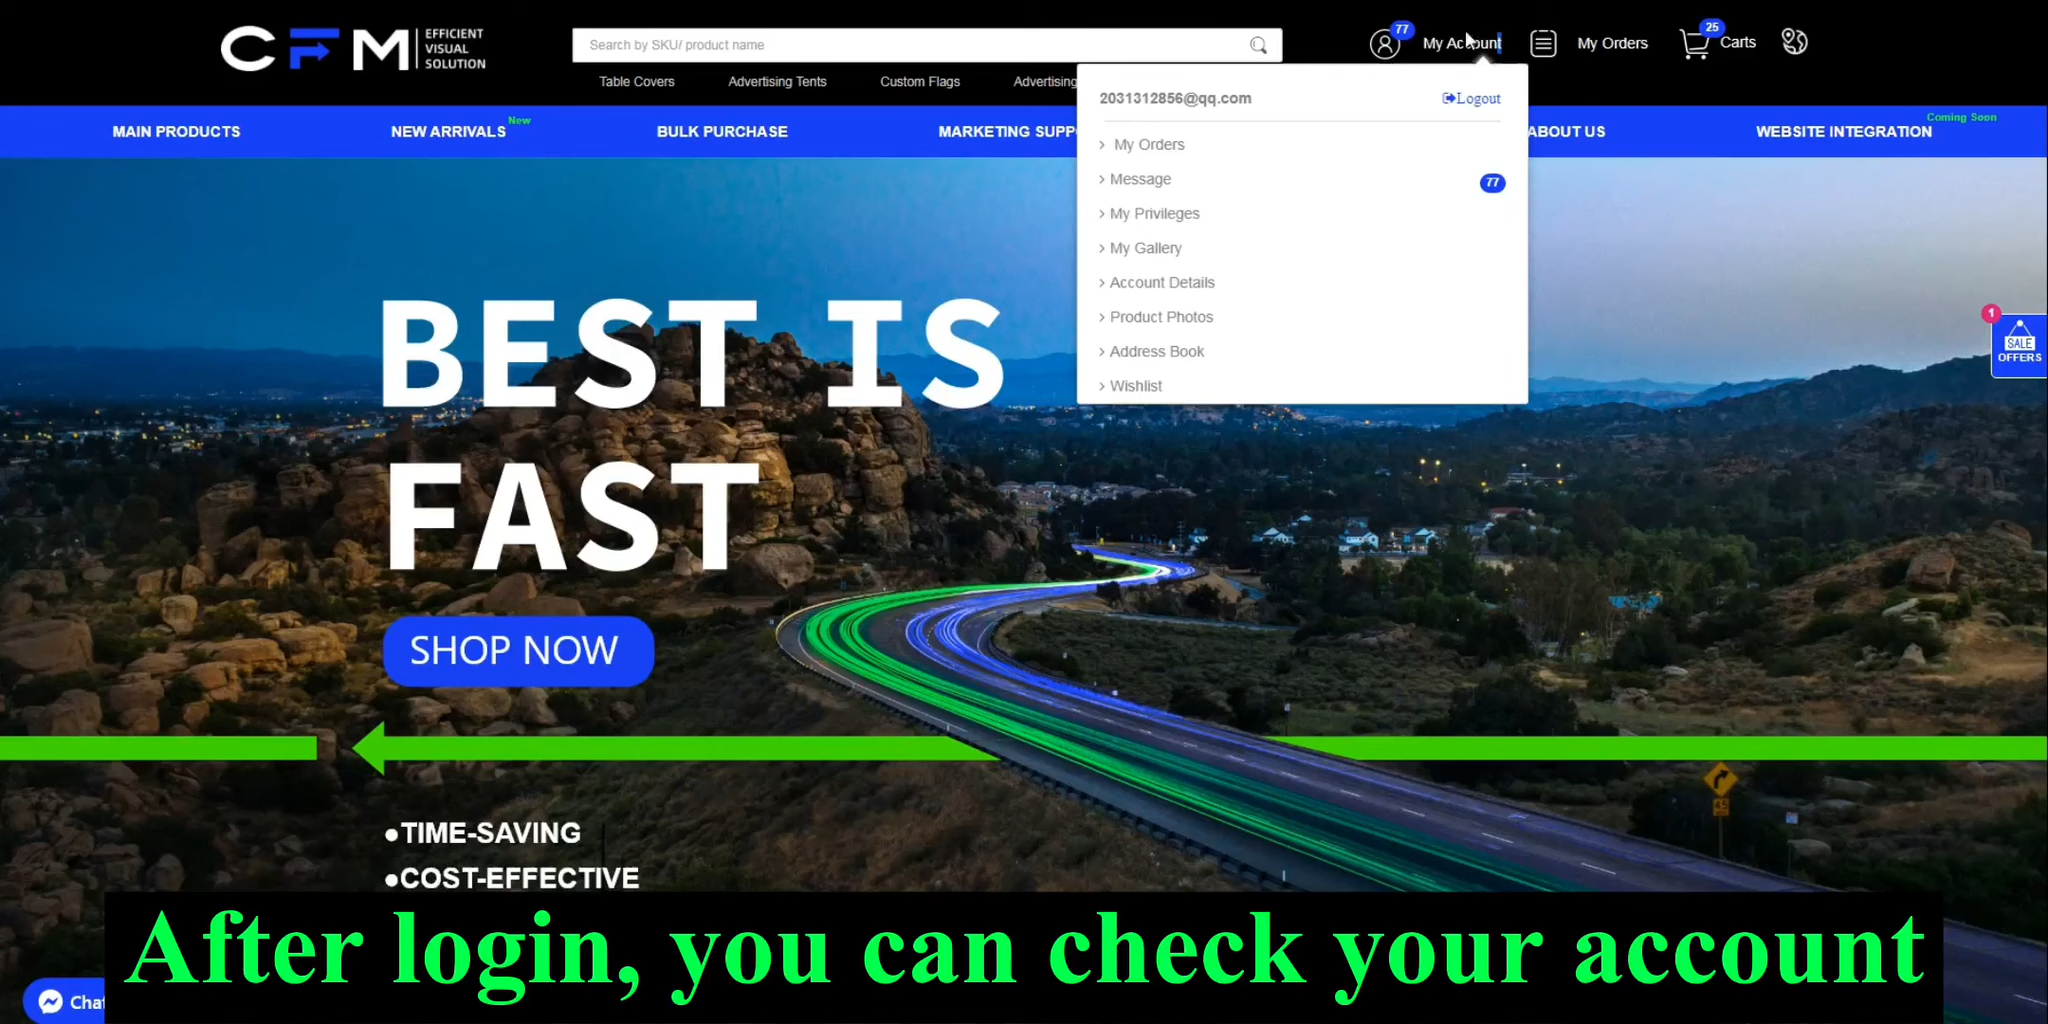 CFM
EFFICIENT
VISUAL
SOLUTION
Search by SKU/ product name
77
My Account
My Orders
25
Carts
Table Covers
Advertising Tents
Custom Flags
Advertising
2031312856@qq.com
Logout
MAIN PRODUCTS
NEW ARRIVALS
New
BULK PURCHASE
MARKETING SUPP
ABOUT US
WEBSITE INTEGRATION
Coming Soon
> My Orders
> Message
77
> My Privileges
> My Gallery
> Account Details
> Product Photos
> Address Book
> Wishlist
BEST IS
FAST
SHOP NOW
1
SALE
OFFERS
45
●TIME-SAVING
●COST-EFFECTIVE
After login, you can check your account
Chat